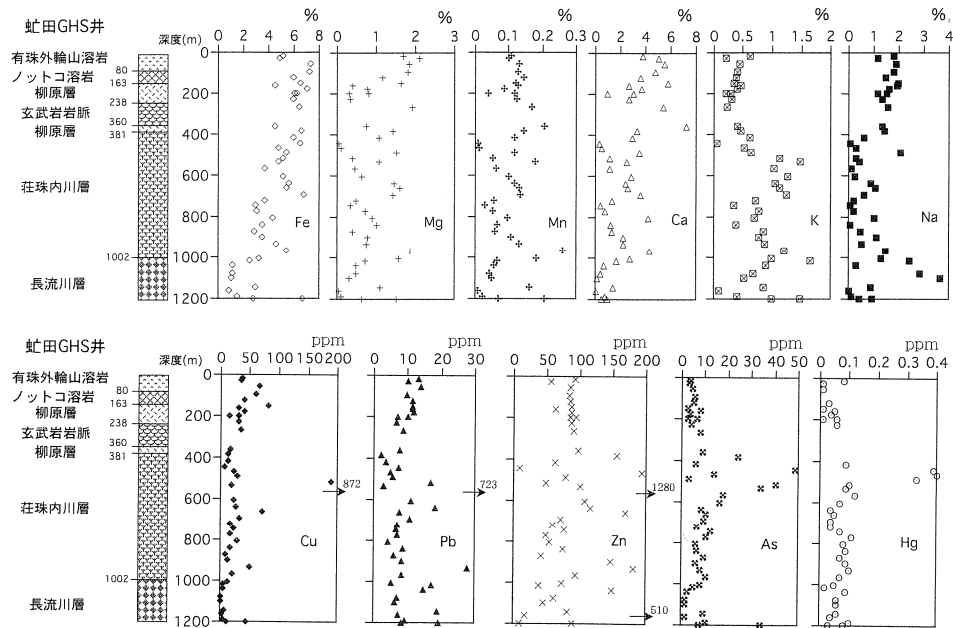 虻田GHS井
% % % % % %
深度(m)
0 2 4 6 8 0 1 2 3 0 0.1 0.2 0.3 0 2 4 6 8 0 0.5 1 1.5 2 0 1 2 3 4
0
有珠外輪山溶岩
80
ノットコ溶岩
163
柳原層
200
238
玄武岩岩脈
360
柳原層
381
400
荘珠内川層
600
800
Fe Mg Mn Ca K Na
1002
1000
長流川層
1200
虻田GHS井
ppm ppm ppm ppm ppm
深度(m)
0 50 100 150 200 0 10 20 30 0 50 100 150 200 0 10 20 30 40 50 0 0.1 0.2 0.3 0.4
0
有珠外輪山溶岩
80
ノットコ溶岩
163
柳原層
200
238
玄武岩岩脈
360
柳原層
381
400
872 723 1280
荘珠内川層
600
800
Cu Pb Zn As Hg
1002
1000
長流川層
510
1200